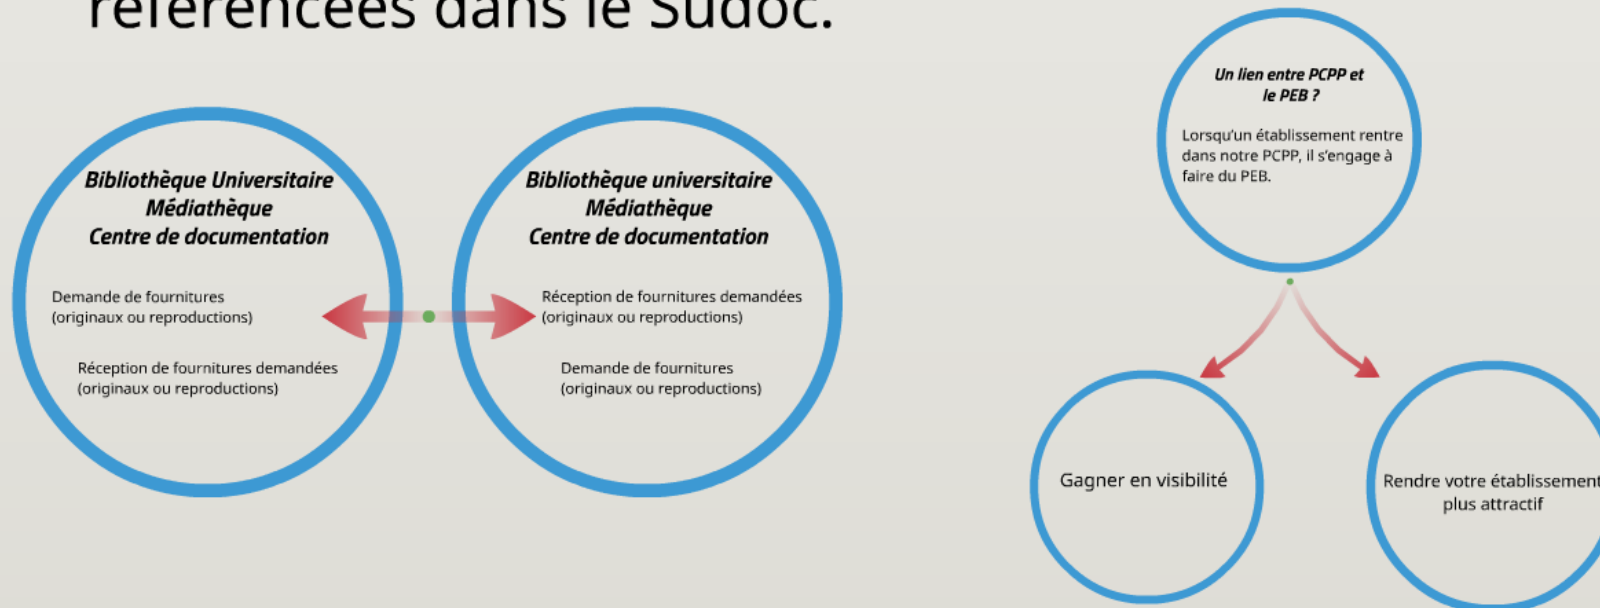 référencées dans le Sudoc.
Bibliothèque Universitaire
Médiathèque
Centre de documentation
Demande de fournitures
(originaux ou reproductions)
Réception de fournitures demandées
(originaux ou reproductions)
Bibliothèque universitaire
Médiathèque
Centre de documentation
Réception de fournitures demandées
(originaux ou reproductions)
Demande de fournitures
(originaux ou reproductions)
Un lien entre PCPP et
le PEB ?
Lorsqu'un établissement rentre
dans notre PCPP, il s'engage à
faire du PEB.
Gagner en visibilité
Rendre votre établissement
plus attractif